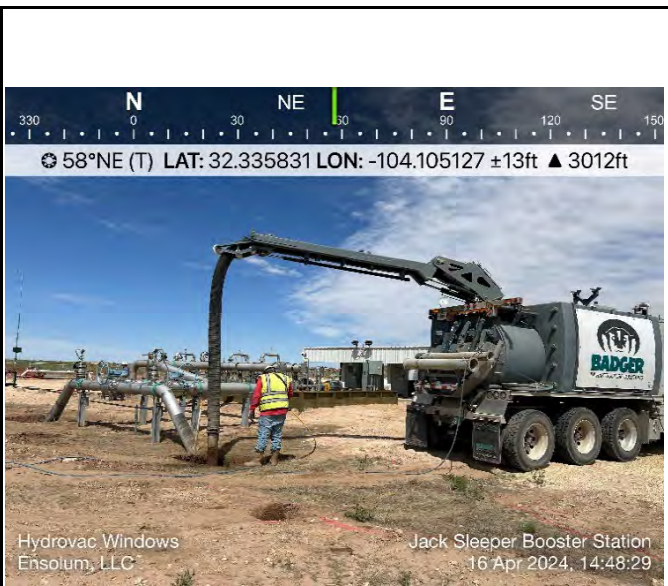 N NE E SE
330 0 30 60 90 120 150
58°NE (T) LAT: 32.335831 LON: -104.105127 ±13ft ▲ 3012ft
BADGER
Hydrovac Windows
Ensolum, LLC
Jack Sleeper Booster Station
16 Apr 2024, 14:48:29